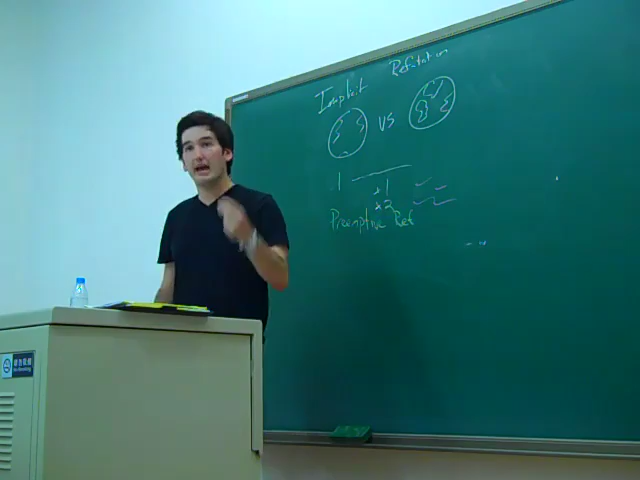 Implicit Refutation
VS
.1
*1
*2
Preemptive Ref